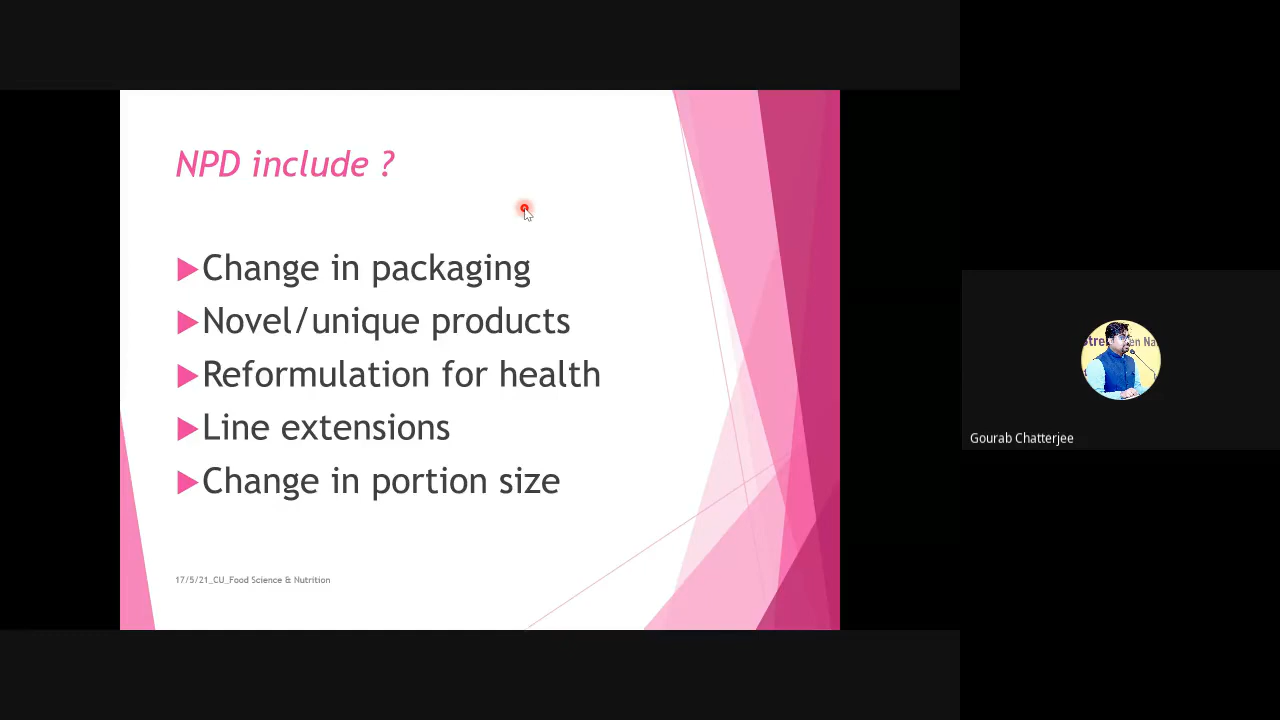 NPD include ?
Change in packaging
Novel/unique products
Reformulation for health
Line extensions
Change in portion size
17/5/21_CU_Food Science & Nutrition
Gourab Chatterjee